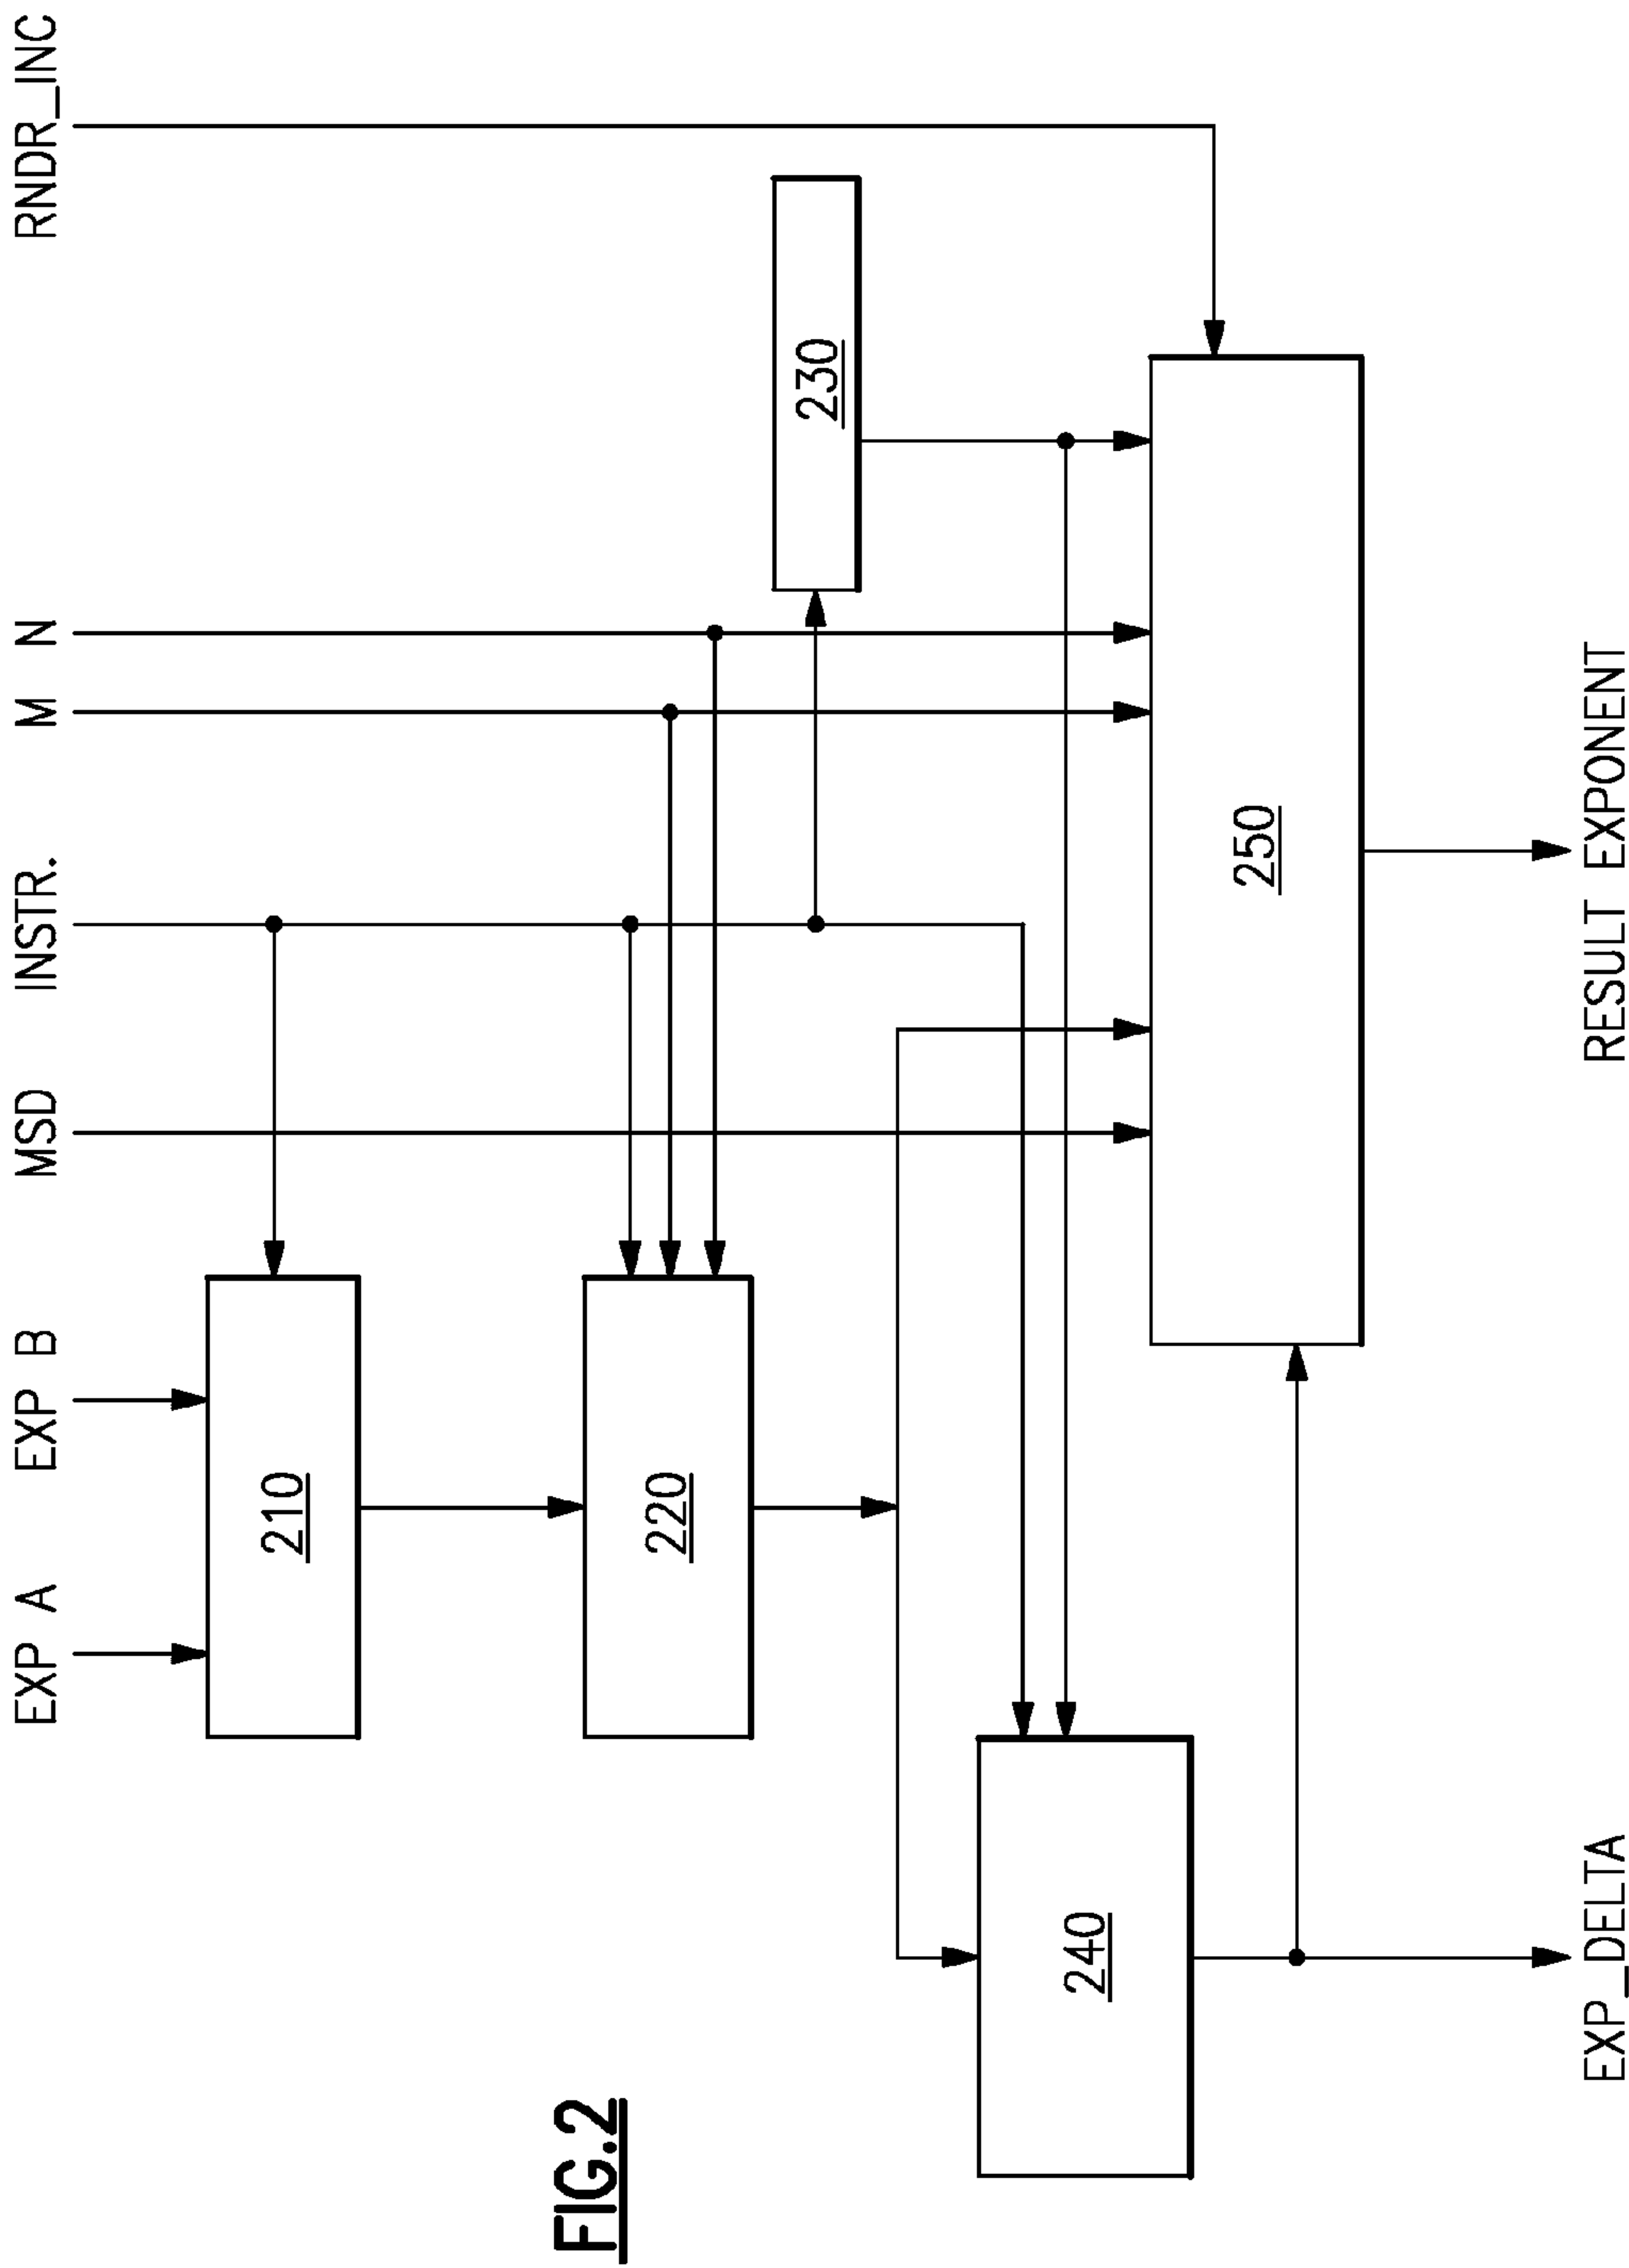 FIG.2
EXP A
EXP B
MSD
INSTR.
M
N
RNDR_INC
210
220
230
240
250
EXP_DELTA
RESULT EXPONENT